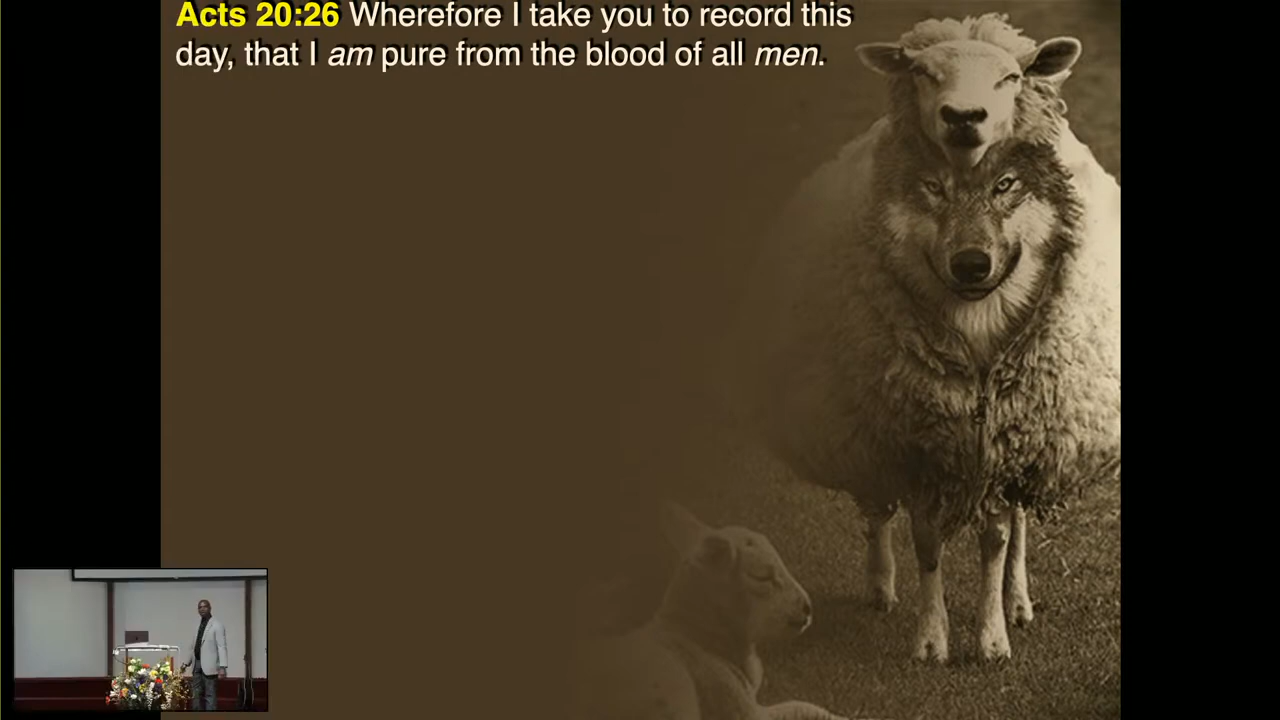 Acts 20:26 Wherefore I take you to record this
day, that I am pure from the blood of all men.